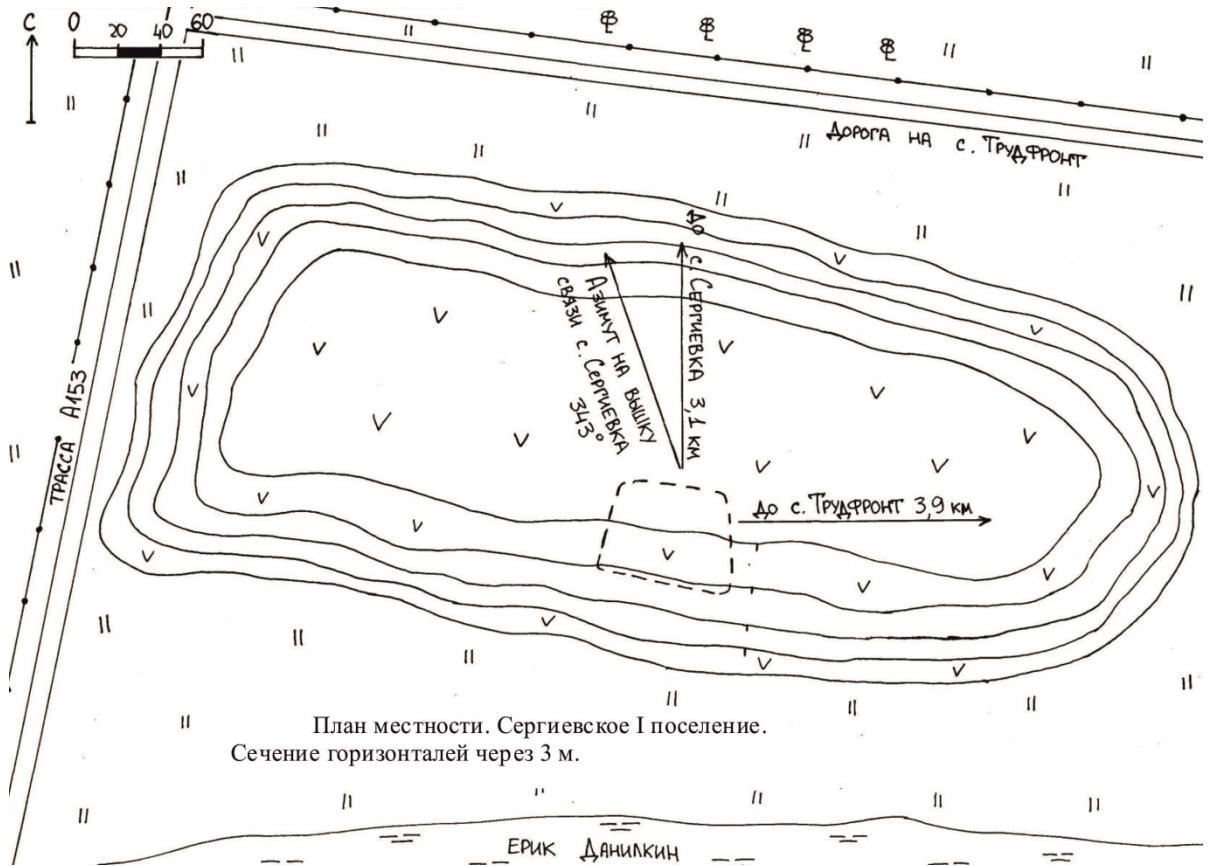 С
0 20 40 60
ДОРОГА НА с. ТРУДФРОНТ
ТРАССА А153
АЗИМУТ НА ВЫШКУ
СВЯЗИ с. СЕРГИЕВКА
343°
ДО
с. СЕРГИЕВКА 3,1 КМ
ДО с. ТРУДФРОНТ 3,9 КМ
План местности. Сергиевское I поселение.
Сечение горизонталей через 3 м.
ЕРИК ДАНИЛКИН